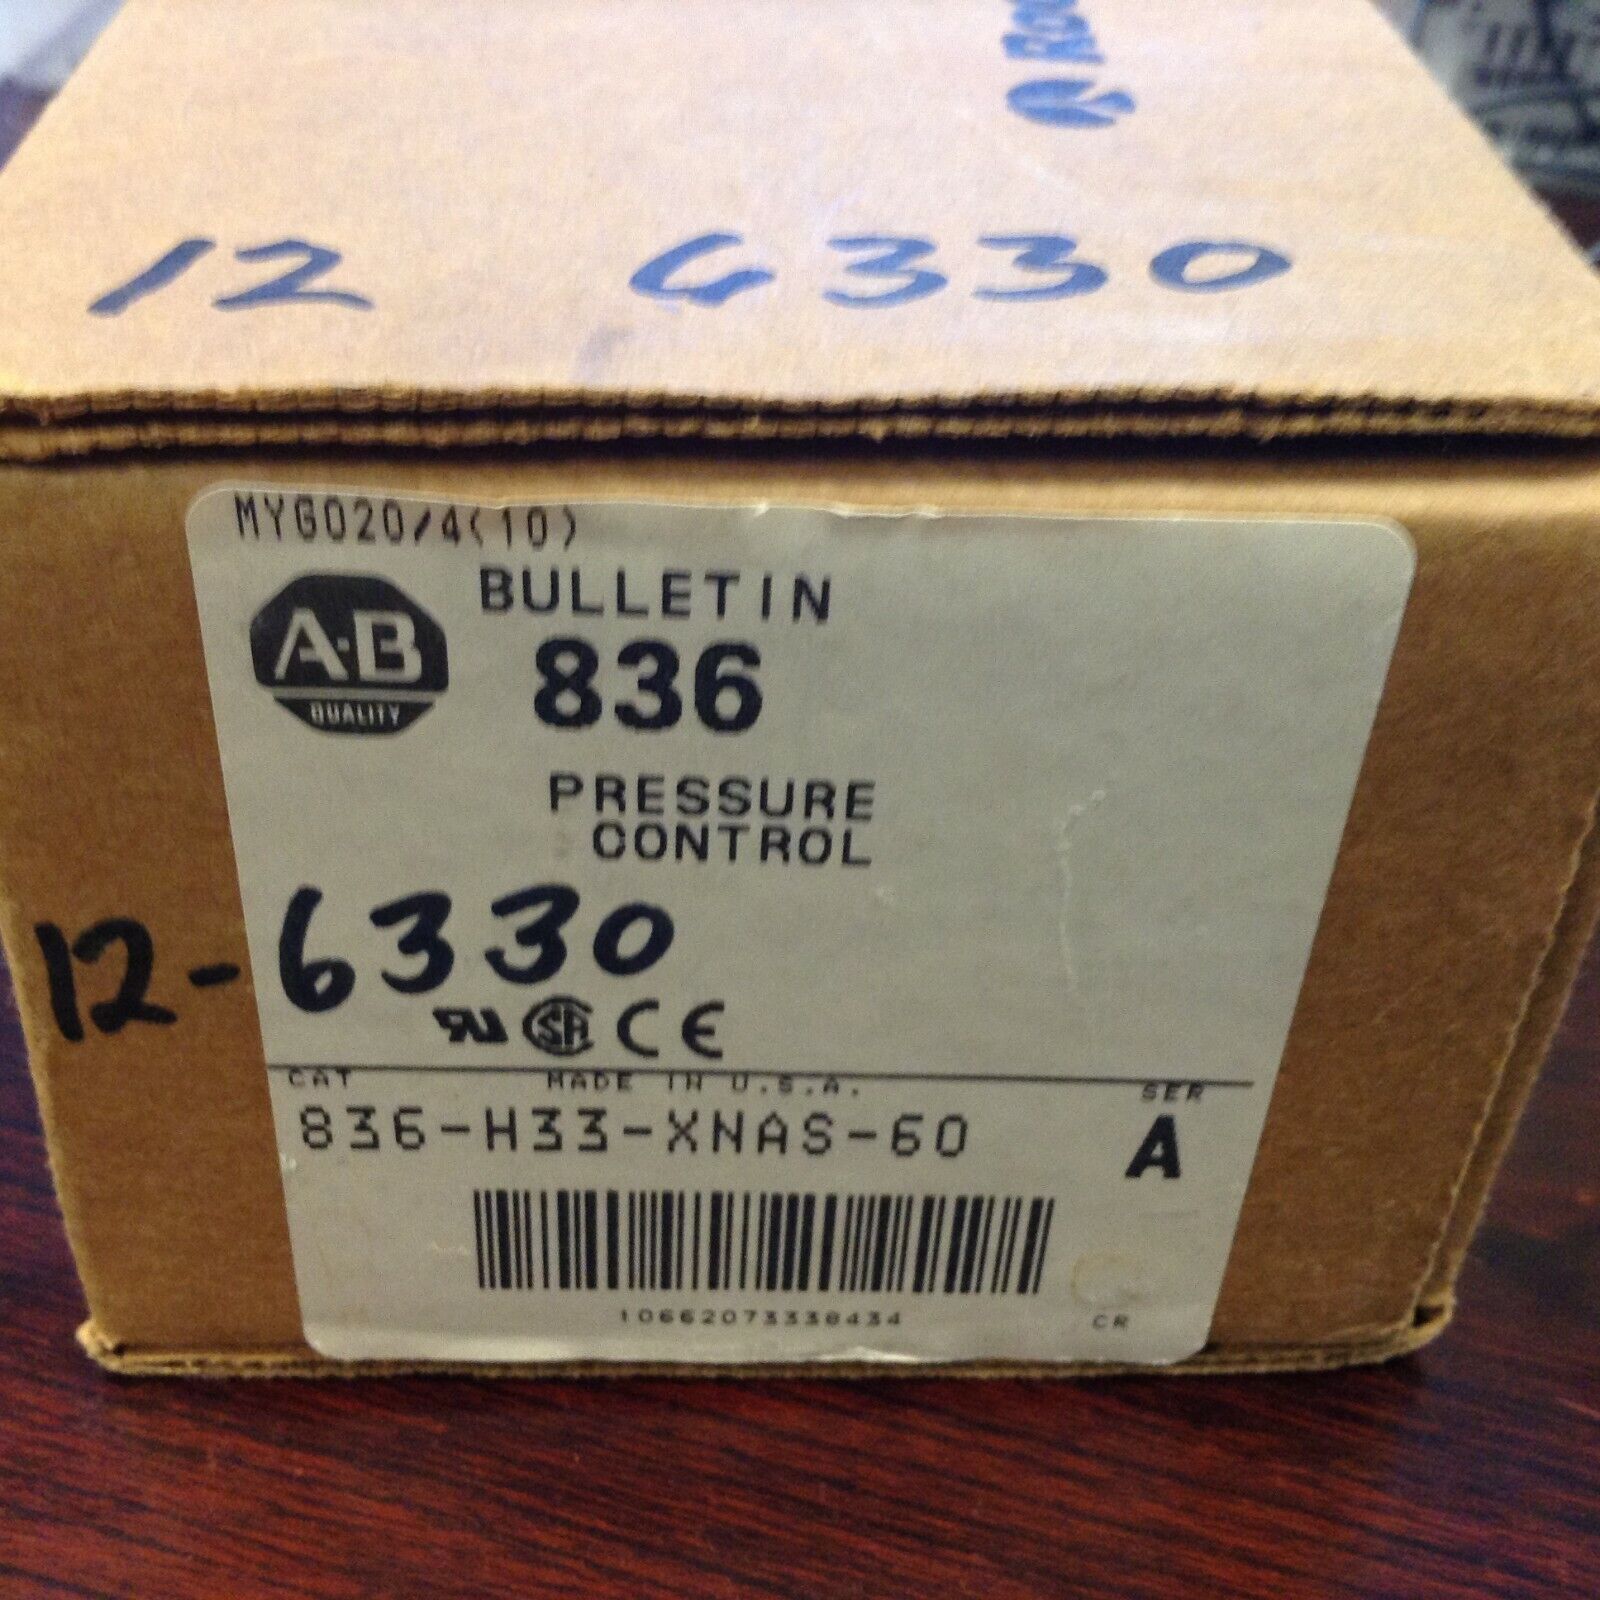 12 6330
MYG020/4(10)
A-B
QUALITY
BULLETIN
836
PRESSURE
CONTROL
12-6330
CE
CAT MADE IN U.S.A. SER
836-H33-XNAS-60 A
10662073338434
CR